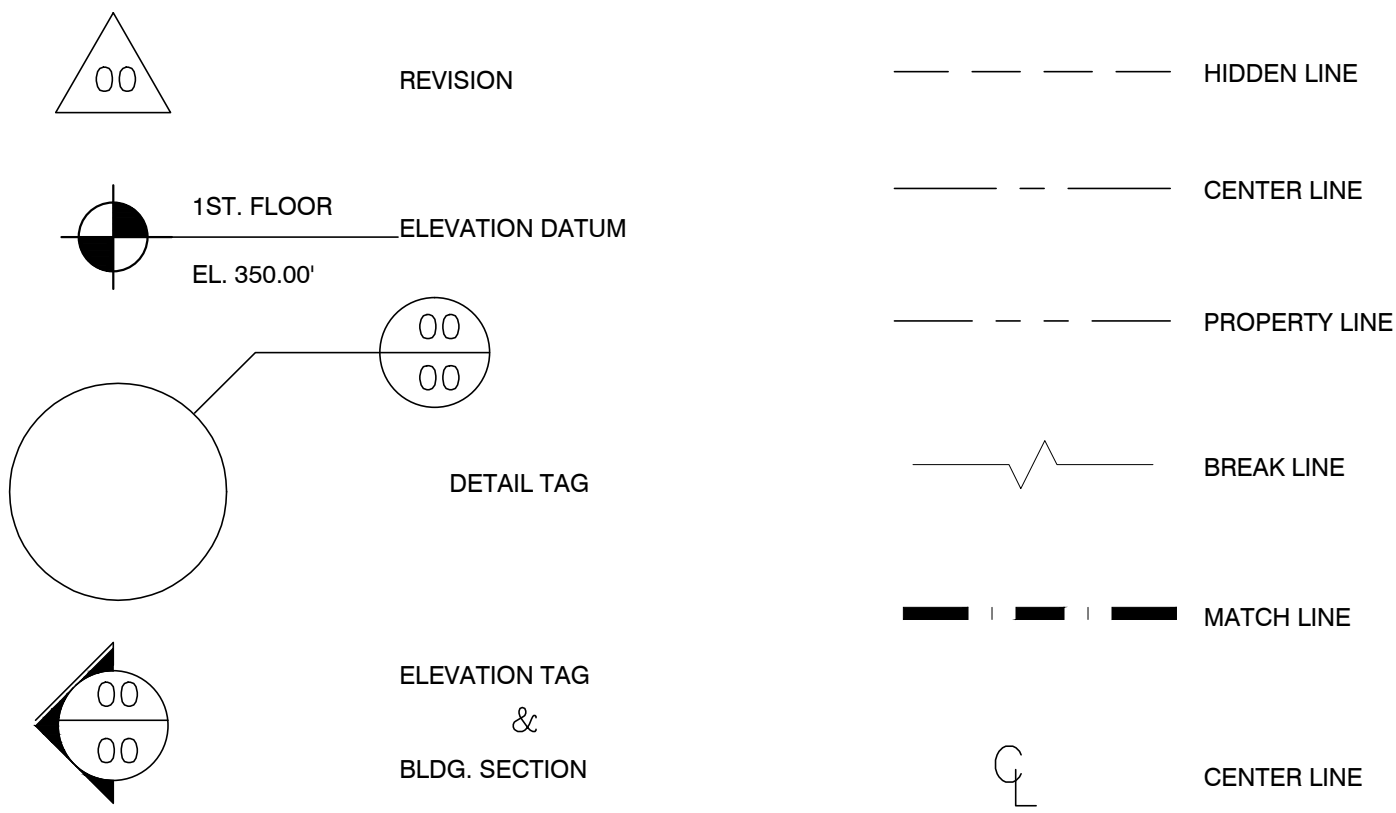 00
REVISION
1ST. FLOOR
ELEVATION DATUM
EL. 350.00'
00
00
DETAIL TAG
00
00
ELEVATION TAG
&
BLDG. SECTION
HIDDEN LINE
CENTER LINE
PROPERTY LINE
BREAK LINE
MATCH LINE
CL
CENTER LINE